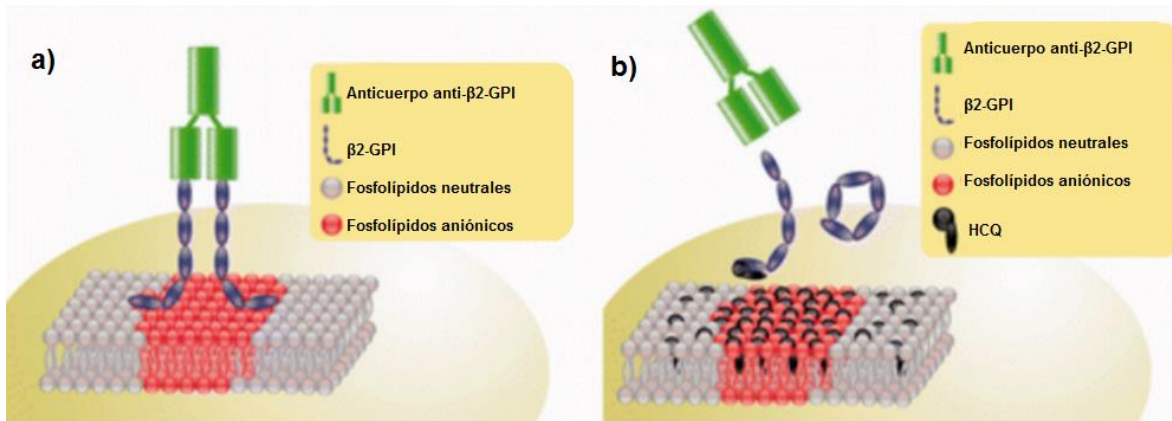 a)
Anticuerpo anti-β2-GPI
β2-GPI
Fosfolípidos neutrales
Fosfolípidos aniónicos
b)
Anticuerpo anti-β2-GPI
β2-GPI
Fosfolípidos neutrales
Fosfolípidos aniónicos
HCQ